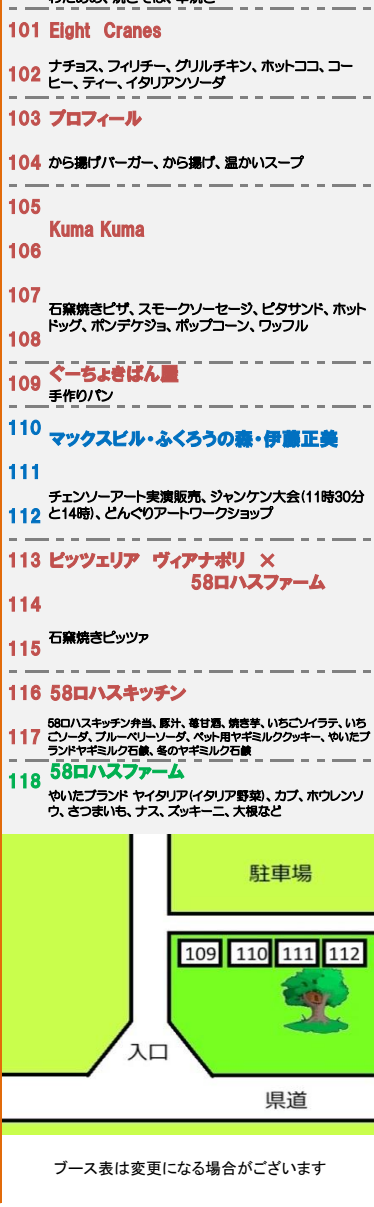 101 Eight Cranes
102 ナチョス、フィリチー、グリルチキン、ホットココ、コー
ヒー、ティー、イタリアンソーダ
103 プロフィール
104 から揚げバーガー、から揚げ、温かいスープ
105
Kuma Kuma
106
107
石窯焼きピザ、スモークソーセージ、ピタサンド、ホット
ドッグ、ポンデケジョ、ポップコーン、ワッフル
108
109 ぐーちょきぱん屋
手作りパン
110
マックスビル・ふくろうの森・伊藤正美
111
チェンソーアート実演販売、ジャンケン大会(11時30分
112 と14時)、どんぐりアートワークショップ
113 ピッツェリア ヴィアナポリ ×
58ロハスファーム
114
石窯焼きピッツァ
115
116 58ロハスキッチン
58ロハスキッチン弁当、豚汁、苺甘酒、焼き芋、いちごソイラテ、いち
117 ごソーダ、ブルーベリーソーダ、ペット用ヤギミルククッキー、やいたブ
ランドヤギミルク石鹸、冬のヤギミルク石鹸
58ロハスファーム
118
やいたブランド ヤイタリア(イタリア野菜)、カブ、ホウレンソ
ウ、さつまいも、ナス、ズッキーニ、大根など
駐車場
109 110 111 112
入口
県道
ブース表は変更になる場合がございます